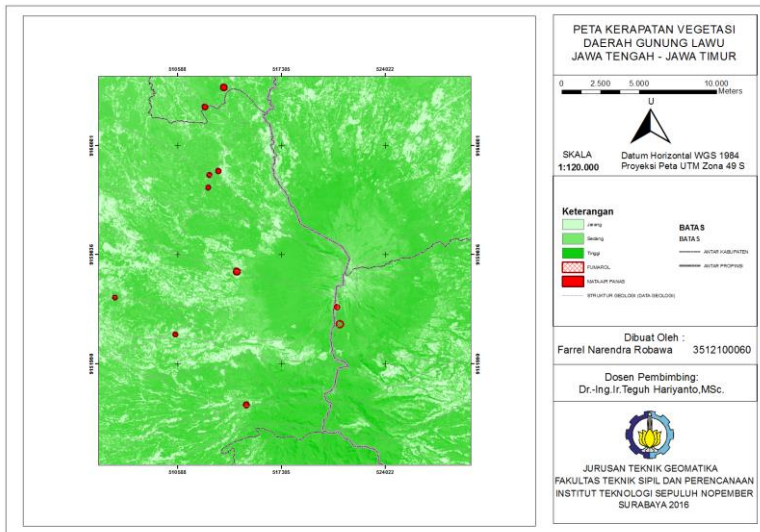 PETA KERAPATAN VEGETASI
DAERAH GUNUNG LAWU
JAWA TENGAH - JAWA TIMUR
0 2.500 5.000 10.000
Meters
U
SKALA
1:120.000
Datum Horizontal WGS 1984
Proyeksi Peta UTM Zona 49 S
Keterangan
Jarang
Sedang
Tinggi
FUMAROL
MATA AIR PANAS
STRUKTUR GEOLOGI (DATA GEOLOGI)
BATAS
BATAS
ANTAR KABUPATEN
ANTAR PROPINSI
Dibuat Oleh :
Farrel Narendra Robawa 3512100060
Dosen Pembimbing:
Dr.-Ing.Ir.Teguh Hariyanto,MSc.
JURUSAN TEKNIK GEOMATIKA
FAKULTAS TEKNIK SIPIL DAN PERENCANAAN
INSTITUT TEKNOLOGI SEPULUH NOPEMBER
SURABAYA 2016
510588 517305 524022
510588 517305 524022